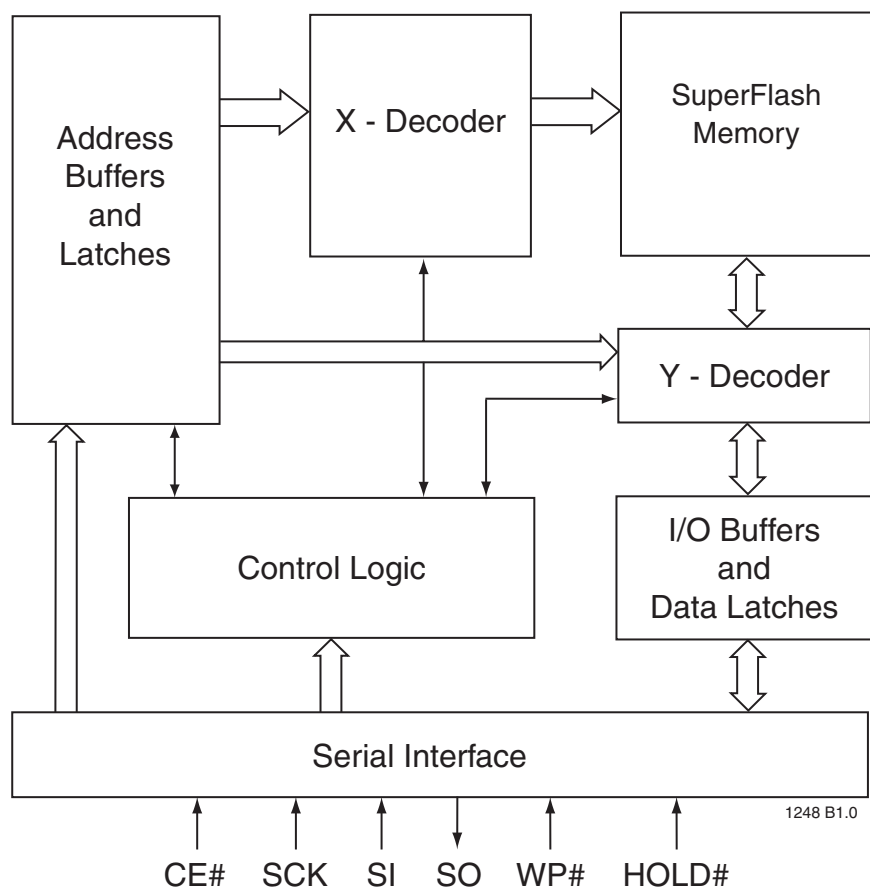 Address
Buffers
and
Latches
X - Decoder
SuperFlash
Memory
Y - Decoder
Control Logic
I/O Buffers
and
Data Latches
Serial Interface
1248 B1.0
CE# SCK SI SO WP# HOLD#